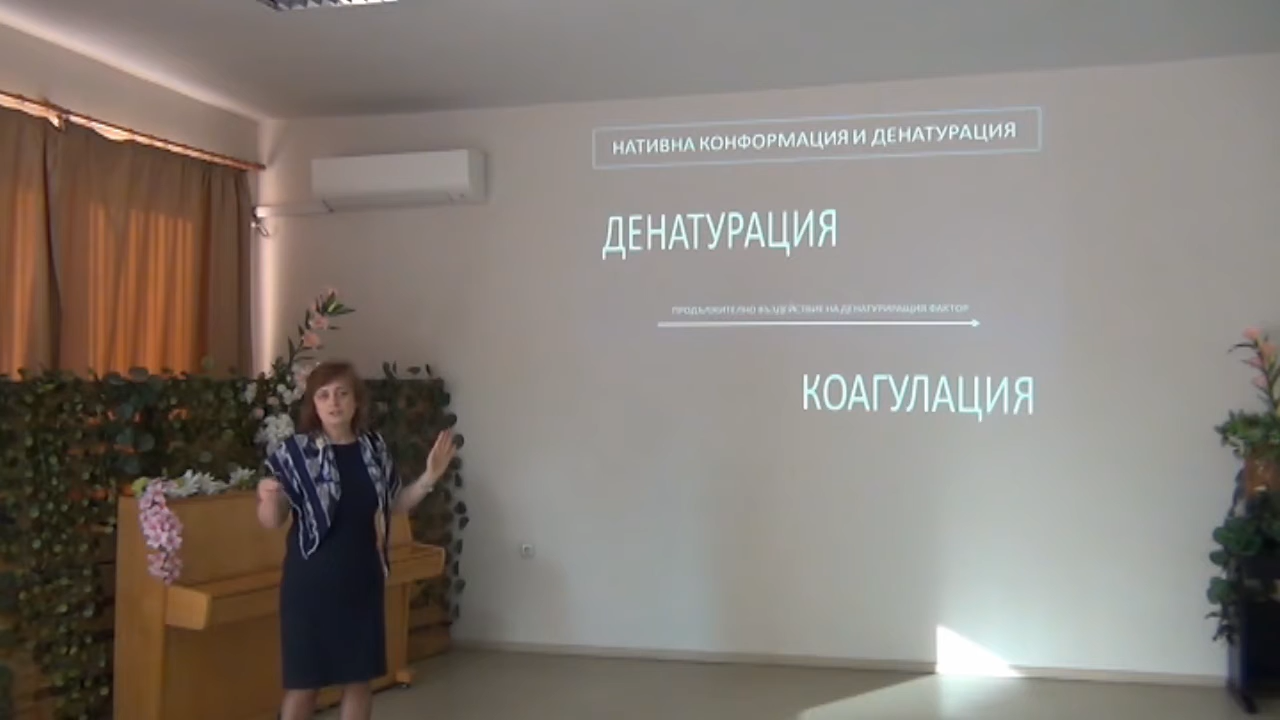 НАТИВНА КОНФОРМАЦИЯ И ДЕНАТУРАЦИЯ
ДЕНАТУРАЦИЯ
ПРОДЪЛЖИТЕЛНО ВЪЗДЕЙСТВИЕ НА ДЕНАТУРИРАЩИЯ ФАКТОР
КОАГУЛАЦИЯ